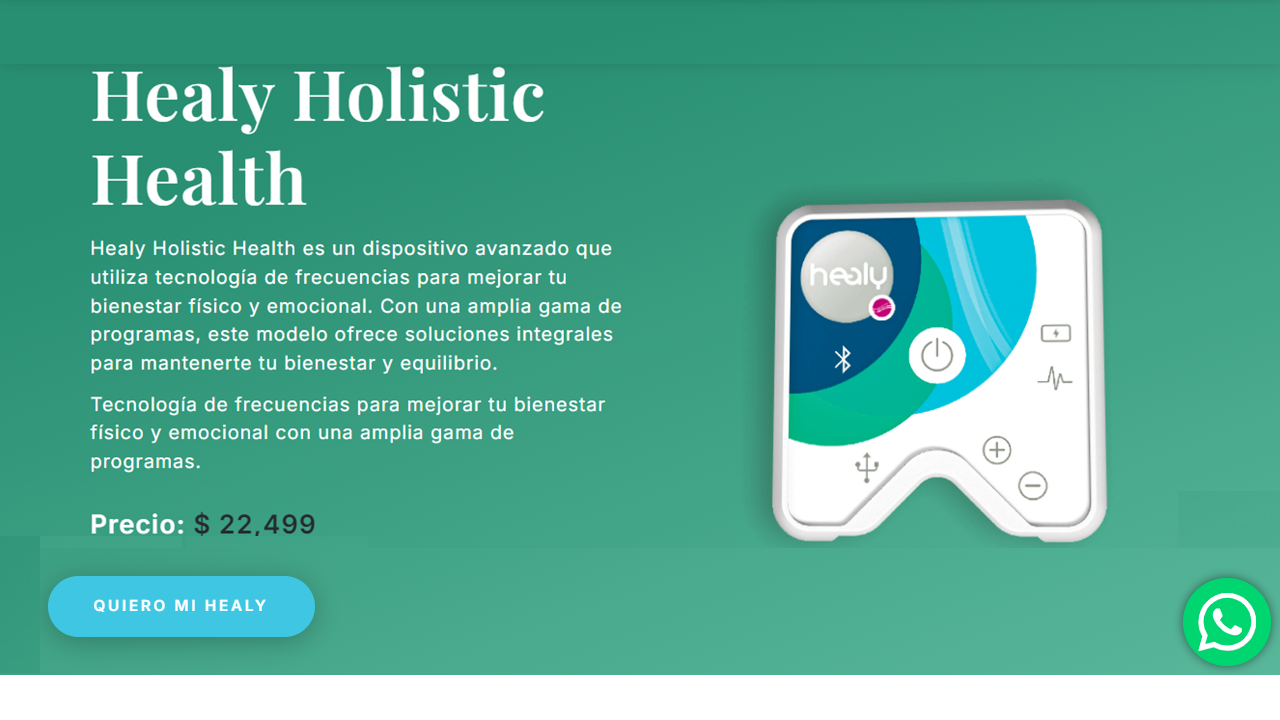 Healy Holistic
Health
Healy Holistic Health es un dispositivo avanzado que
utiliza tecnología de frecuencias para mejorar tu
bienestar físico y emocional. Con una amplia gama de
programas, este modelo ofrece soluciones integrales
para mantenerte tu bienestar y equilibrio.
Tecnología de frecuencias para mejorar tu bienestar
físico y emocional con una amplia gama de
programas.
Precio: $ 22,499
QUIERO MI HEALY
healy